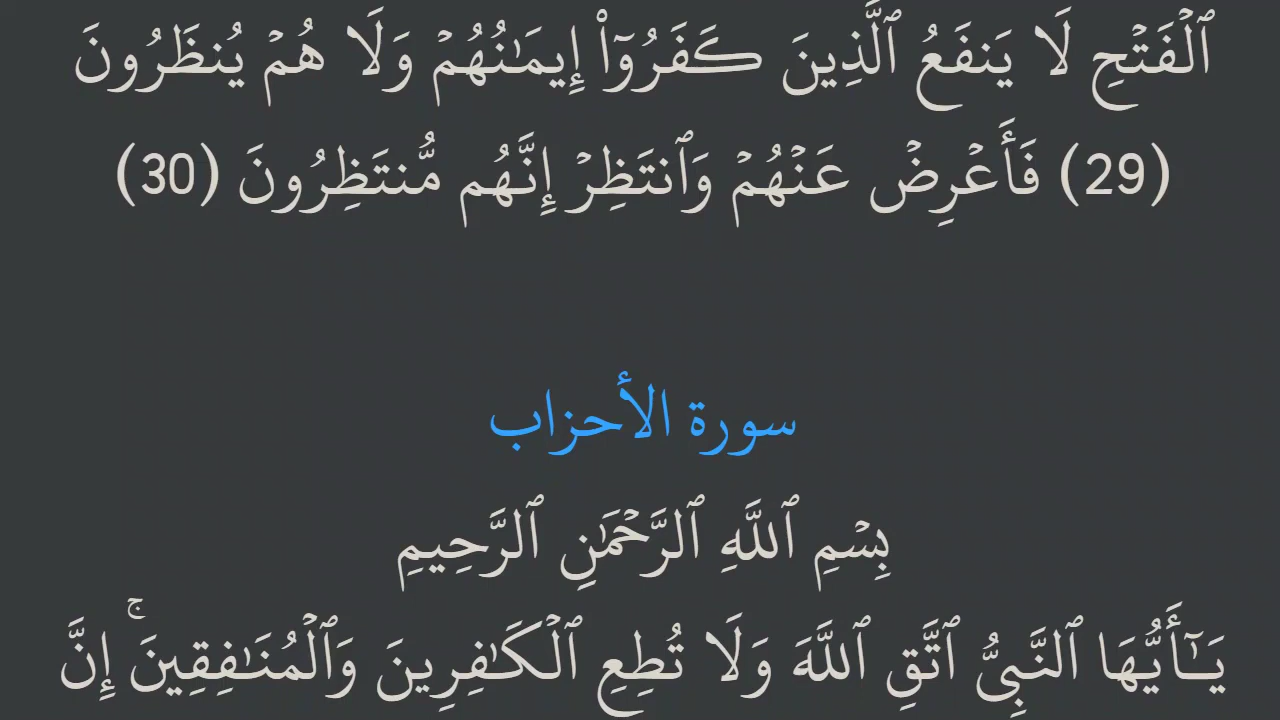 ٱلۡفَتۡحِ لَا يَنفَعُ ٱلَّذِينَ كَفَرُوٓاْ إِيمَٰنُهُمۡ وَلَا هُمۡ يُنظَرُونَ
(29) فَأَعۡرِضۡ عَنۡهُمۡ وَٱنتَظِرۡ إِنَّهُم مُّنتَظِرُونَ (30)
سورة الأحزاب
بِسۡمِ ٱللَّهِ ٱلرَّحۡمَٰنِ ٱلرَّحِيمِ
يَٰٓأَيُّهَا ٱلنَّبِىُّ ٱتَّقِ ٱللَّهَ وَلَا تُطِعِ ٱلۡكَٰفِرِينَ وَٱلۡمُنَٰفِقِينَۚ إِنَّ